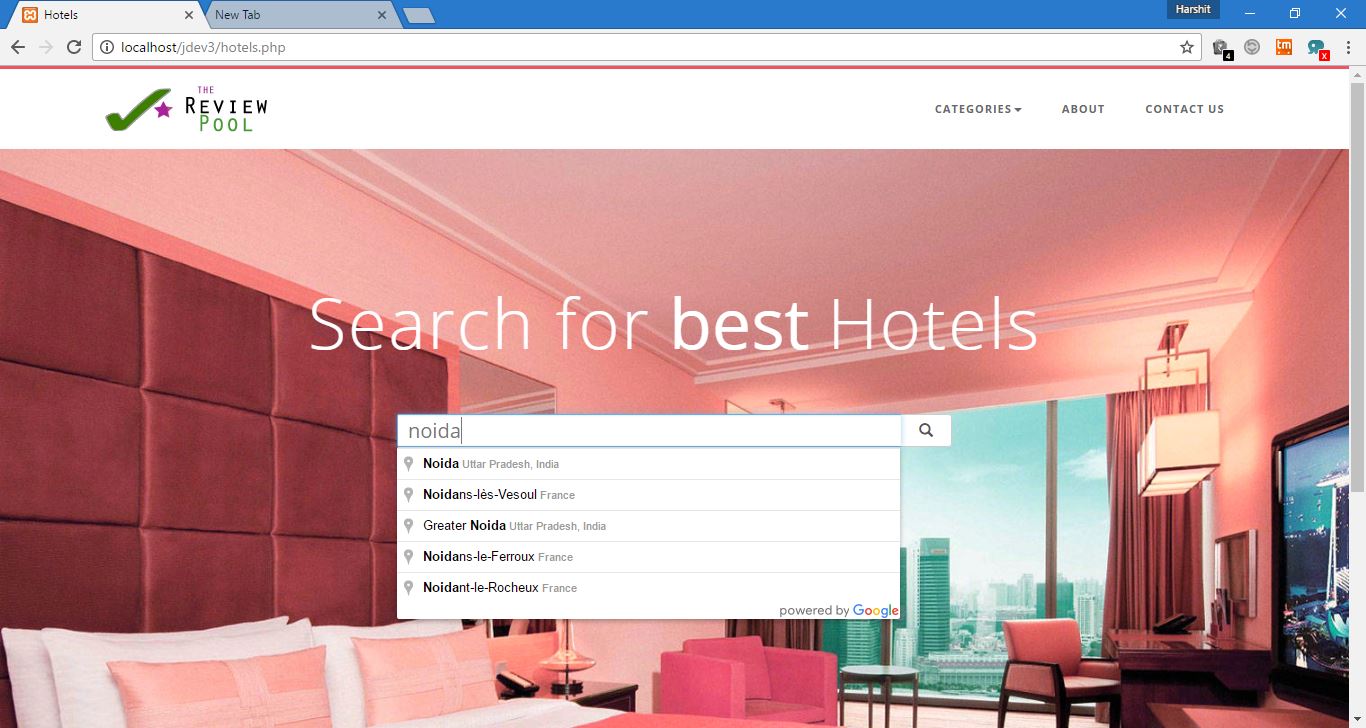 Hotels
New Tab
Harshit
localhost/jdev3/hotels.php
4
tm
x
THE
REVIEW
POOL
CATEGORIES
ABOUT
CONTACT US
Search for best Hotels
noida
Noida Uttar Pradesh, India
Noidans-lès-Vesoul France
Greater Noida Uttar Pradesh, India
Noidans-le-Ferroux France
Noidant-le-Rocheux France
powered by Google